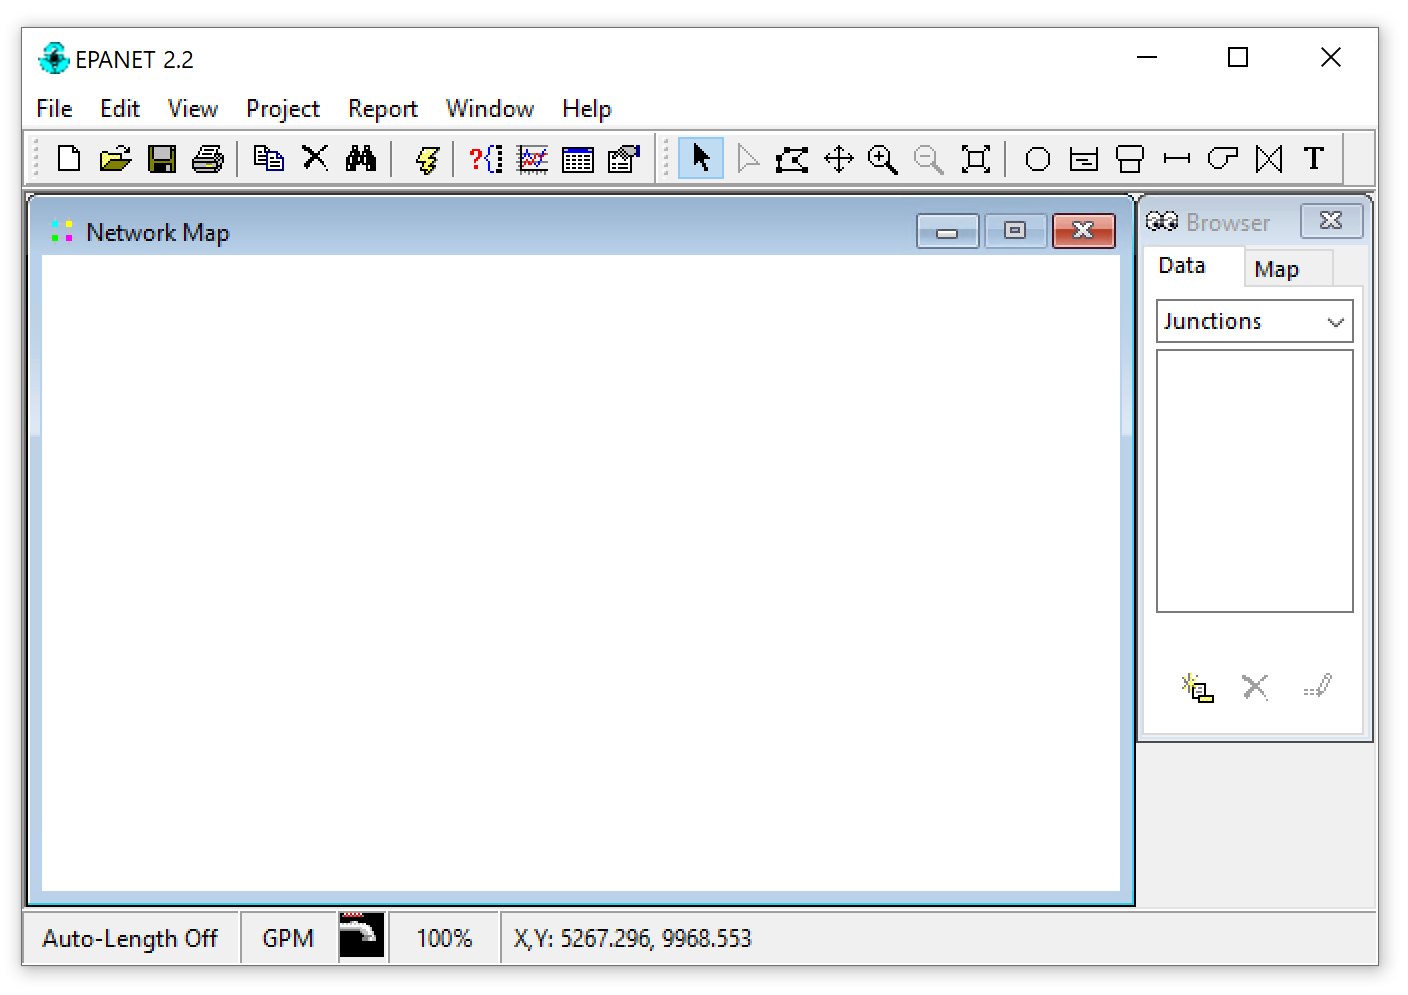 EPANET 2.2
File Edit View Project Report Window Help
?{ T
Network Map
Browser
Data Map
Junctions
Auto-Length Off GPM 100% X,Y: 5267.296, 9968.553